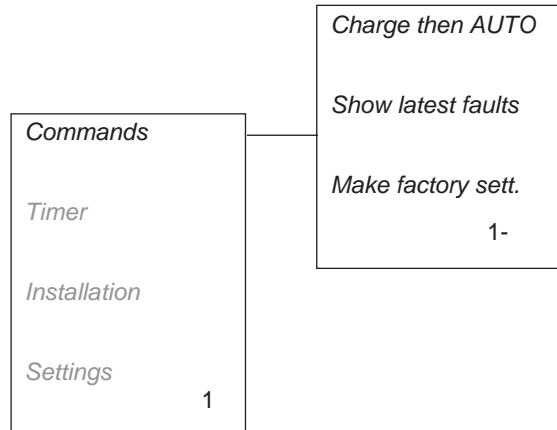 Commands
Timer
Installation
Settings
1
Charge then AUTO
Show latest faults
Make factory sett.
1-